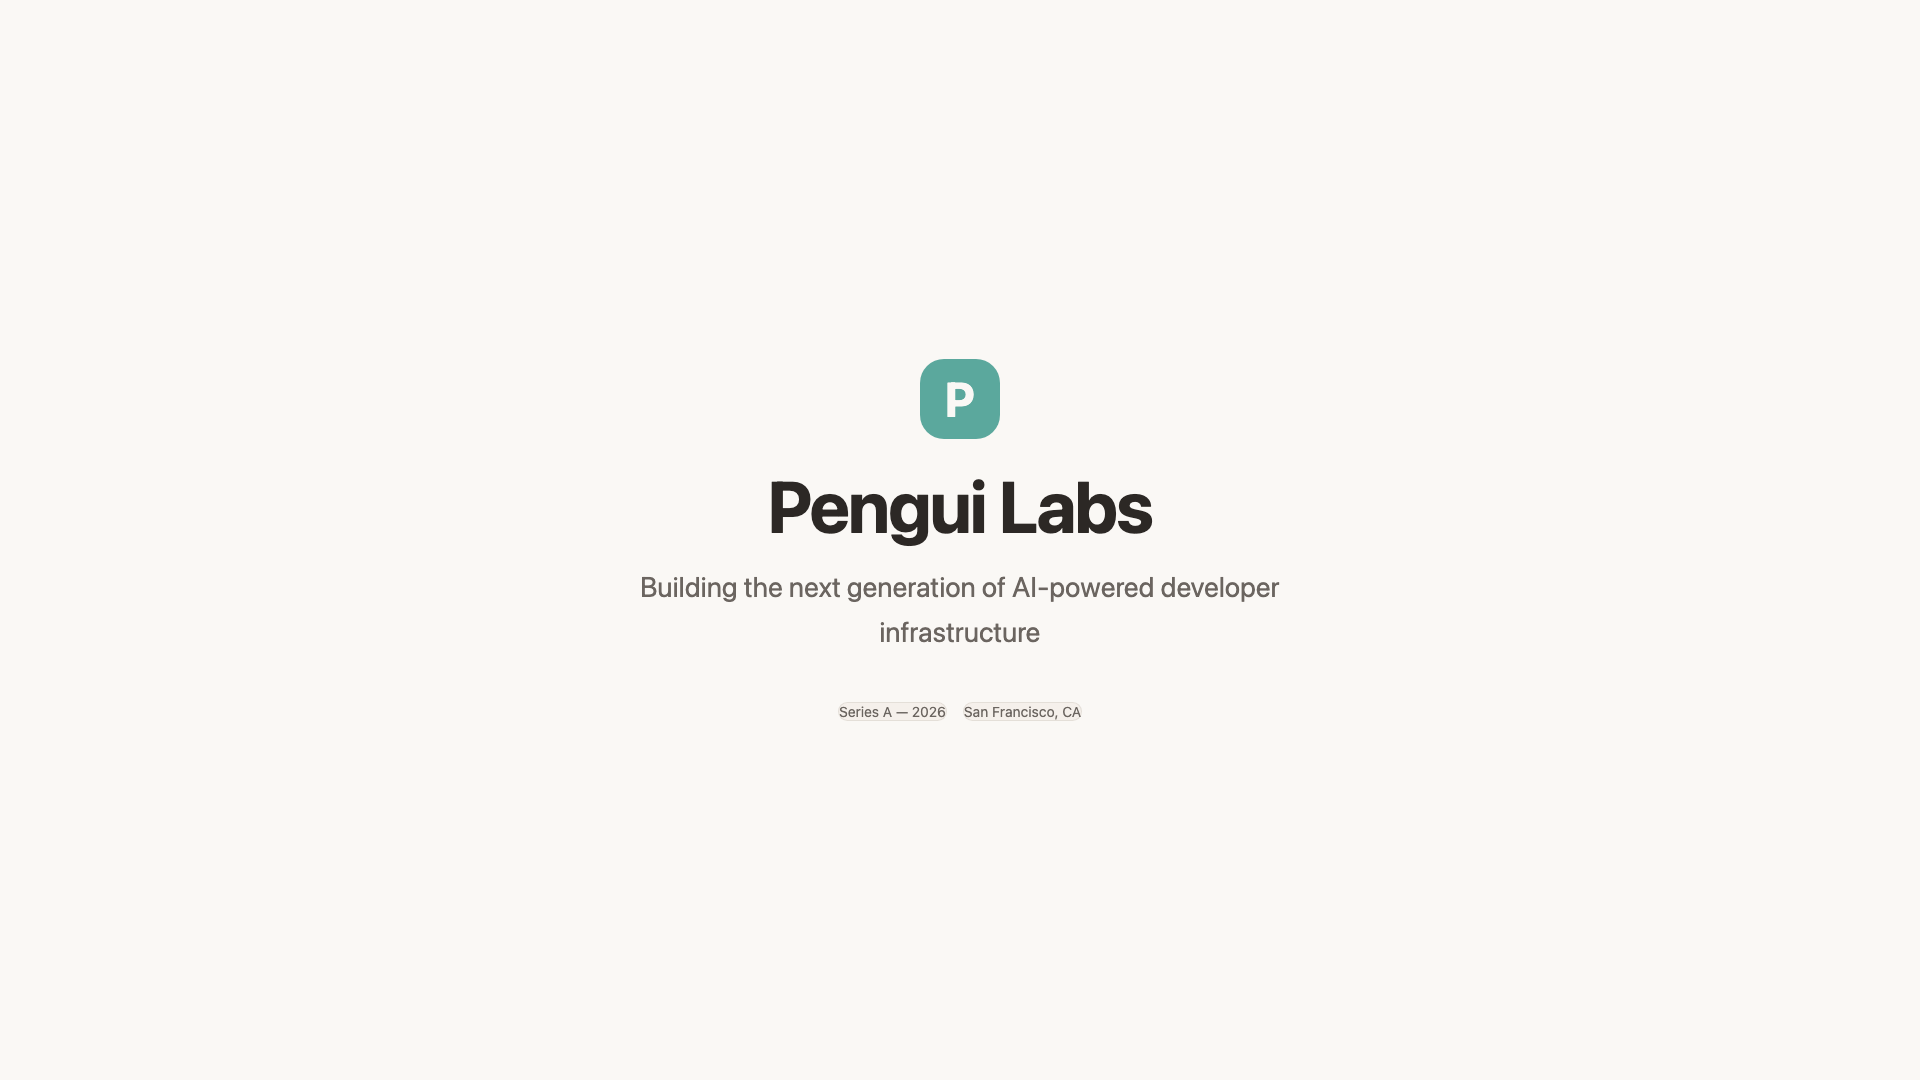 P
Pengui Labs
Building the next generation of AI-powered developer
infrastructure
Series A — 2026
San Francisco, CA